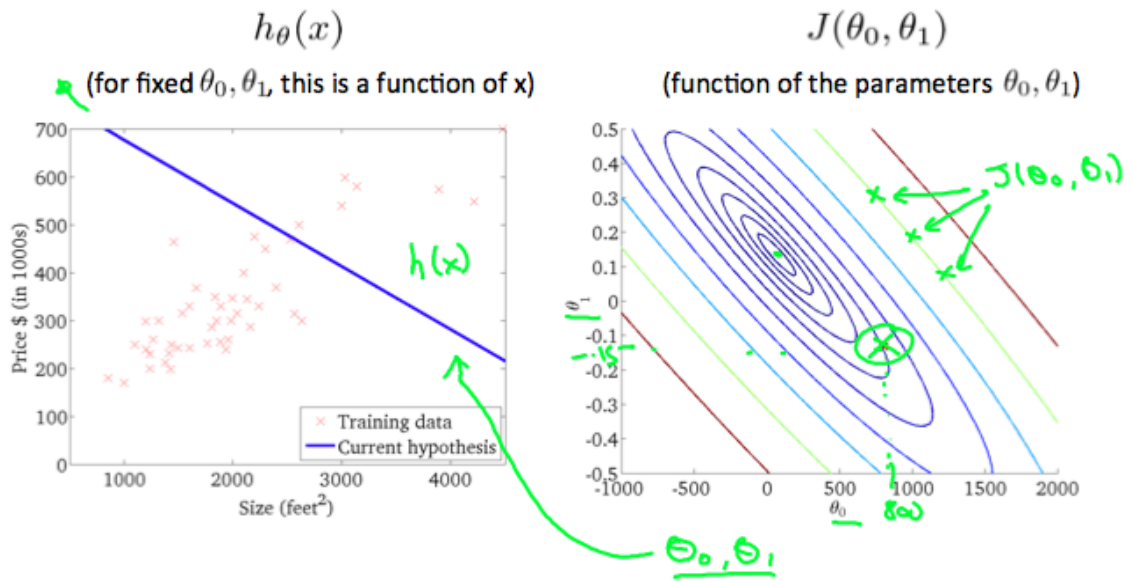 h_θ(x)
(for fixed θ₀, θ₁, this is a function of x)
700
600
500
400
300
200
100
0
Price $ (in 1000s)
1000
2000
3000
4000
Size (feet²)
h(x)
Training data
Current hypothesis
θ₀, θ₁
J(θ₀, θ₁)
(function of the parameters θ₀, θ₁)
0.5
0.4
0.3
0.2
0.1
0
-0.1
-0.2
-0.3
-0.4
-0.5
θ₁
-.15
-1000
-500
0
500
1000
1500
2000
θ₀
800
J(θ₀, θ₁)